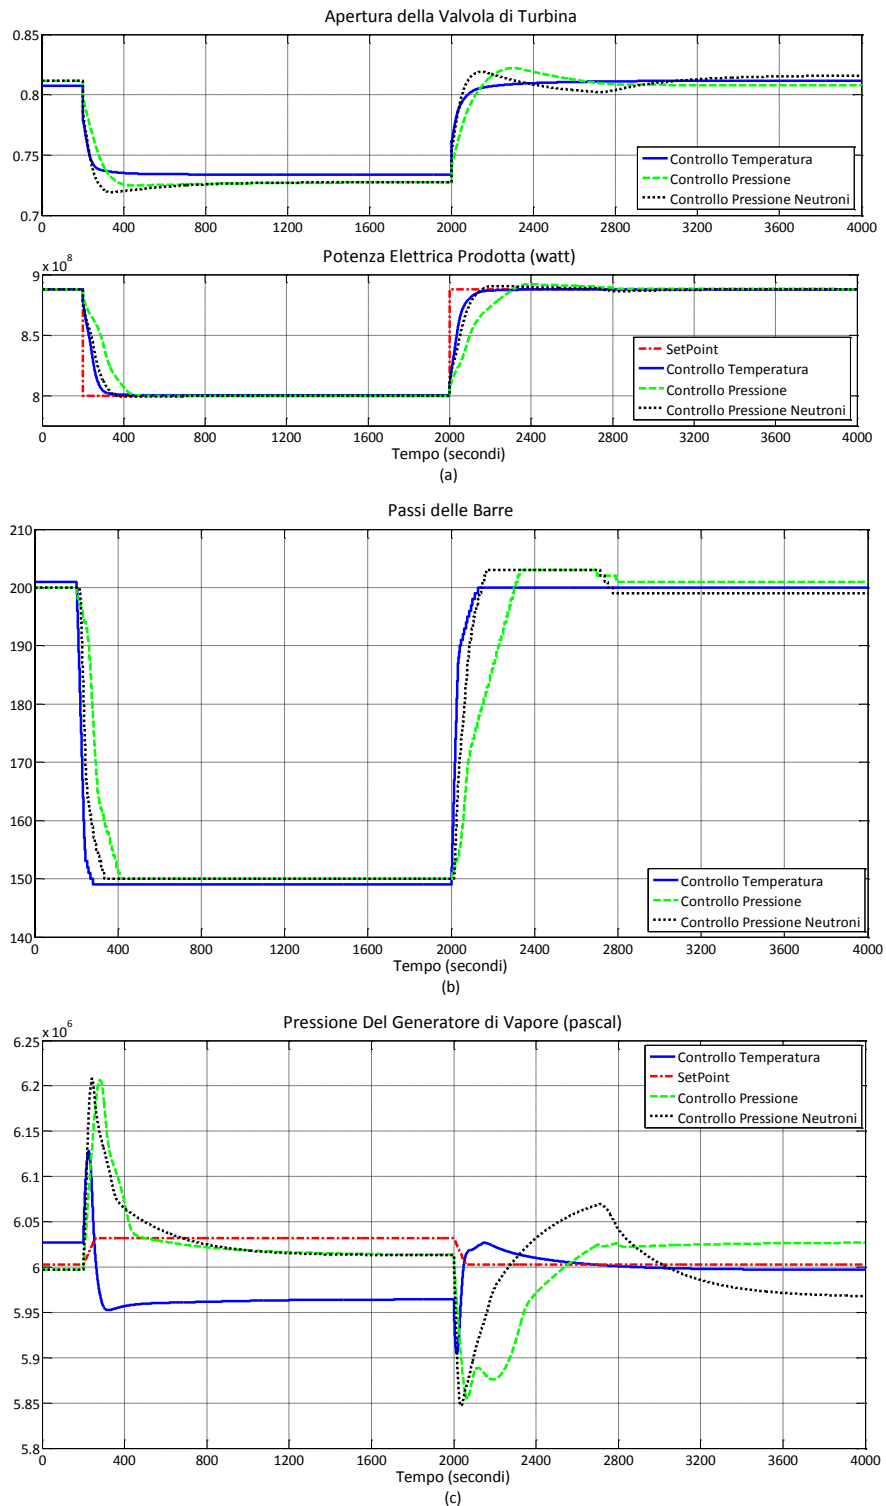 Apertura della Valvola di Turbina
0.85
0.8
0.75
0.7
0 400 800 1200 1600 2000 2400 2800 3200 3600 4000
Controllo Temperatura
Controllo Pressione
Controllo Pressione Neutroni
Potenza Elettrica Prodotta (watt)
x 10^8
9
8.5
8
SetPoint
Controllo Temperatura
Controllo Pressione
Controllo Pressione Neutroni
0 400 800 1200 1600 2000 2400 2800 3200 3600 4000
Tempo (secondi)
(a)
Passi delle Barre
210
200
190
180
170
160
150
140
Controllo Temperatura
Controllo Pressione
Controllo Pressione Neutroni
0 400 800 1200 1600 2000 2400 2800 3200 3600 4000
Tempo (secondi)
(b)
Pressione Del Generatore di Vapore (pascal)
x 10^6
6.25
6.2
6.15
6.1
6.05
6
5.95
5.9
5.85
5.8
Controllo Temperatura
SetPoint
Controllo Pressione
Controllo Pressione Neutroni
0 400 800 1200 1600 2000 2400 2800 3200 3600 4000
Tempo (secondi)
(c)